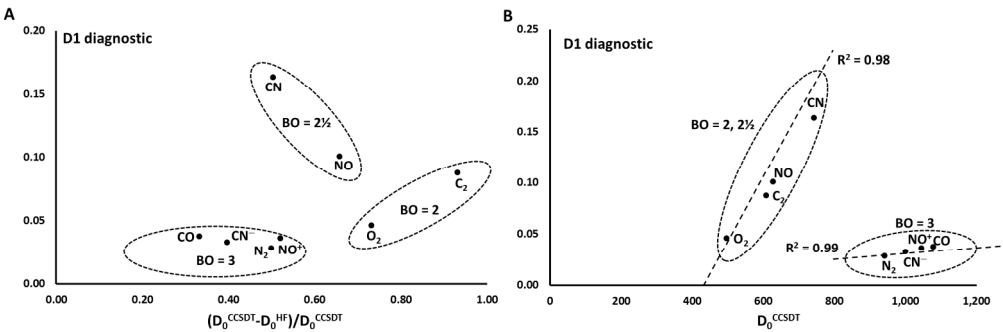 A
D1 diagnostic
0.20
0.15
0.10
0.05
0.00
CN
BO = 2½
NO
C₂
BO = 2
O₂
CO
CN⁻
N₂
NO⁺
BO = 3
0.00
0.20
0.40
0.60
0.80
1.00
(D₀ᶜᶜˢᴰᵀ-D₀ᴴᶠ)/D₀ᶜᶜˢᴰᵀ
B
D1 diagnostic
0.25
0.20
0.15
0.10
0.05
0.00
R² = 0.98
CN
BO = 2, 2½
NO
C₂
O₂
BO = 3
R² = 0.99
NO⁺
CO
N₂
CN⁻
0
200
400
600
800
1,000
1,200
D₀ᶜᶜˢᴰᵀ